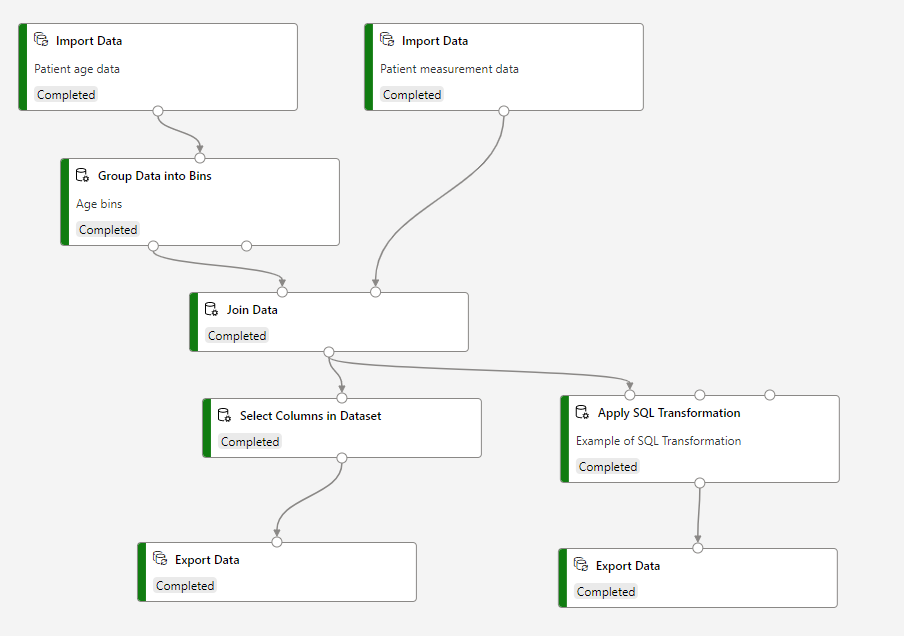 Import Data
Patient age data
Completed
Import Data
Patient measurement data
Completed
Group Data into Bins
Age bins
Completed
Join Data
Completed
Select Columns in Dataset
Completed
Apply SQL Transformation
Example of SQL Transformation
Completed
Export Data
Completed
Export Data
Completed